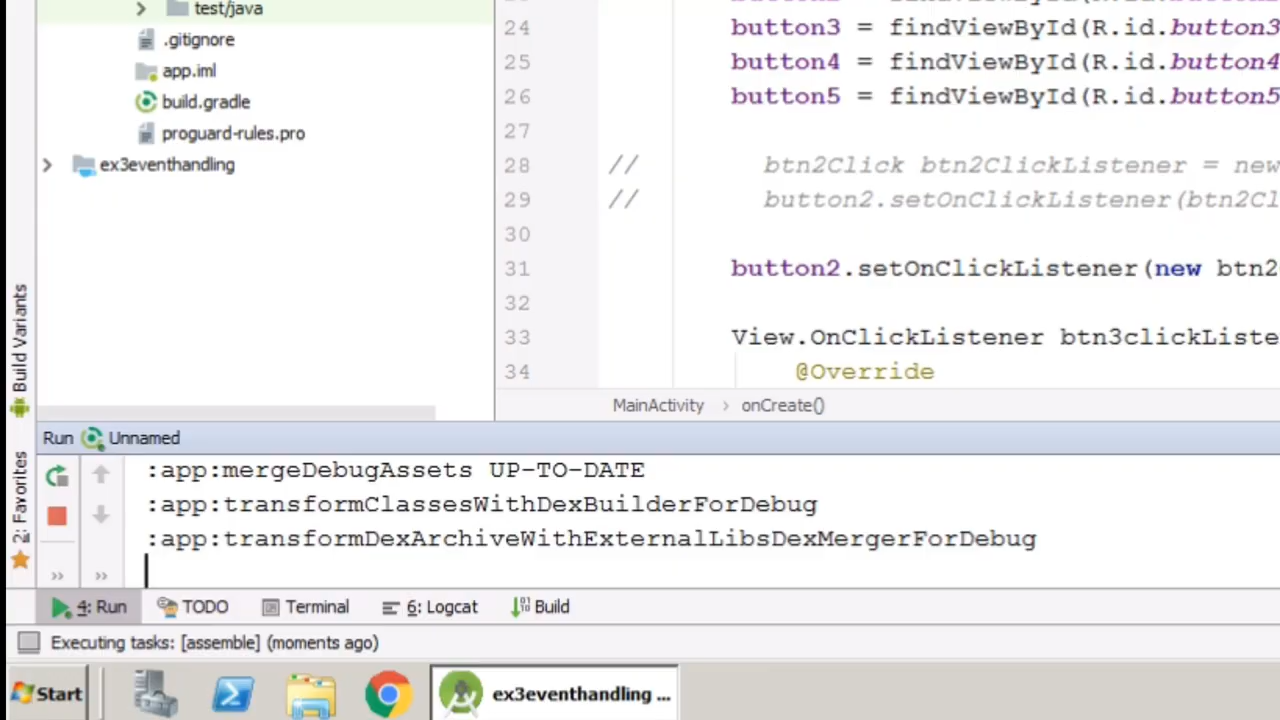 test/java
.gitignore
app.iml
build.gradle
proguard-rules.pro
ex3eventhandling
24 button3 = findViewById(R.id.button3
25 button4 = findViewById(R.id.button4
26 button5 = findViewById(R.id.button5
27
28 // btn2Click btn2ClickListener = new
29 // button2.setOnClickListener(btn2Cl
30
31 button2.setOnClickListener(new btn2
32
33 View.OnClickListener btn3clickListe
34 @Override
MainActivity › onCreate()
Build Variants
2: Favorites
Run Unnamed
:app:mergeDebugAssets UP-TO-DATE
:app:transformClassesWithDexBuilderForDebug
:app:transformDexArchiveWithExternalLibsDexMergerForDebug
4: Run TODO Terminal 6: Logcat Build
Executing tasks: [assemble] (moments ago)
Start ex3eventhandling ...